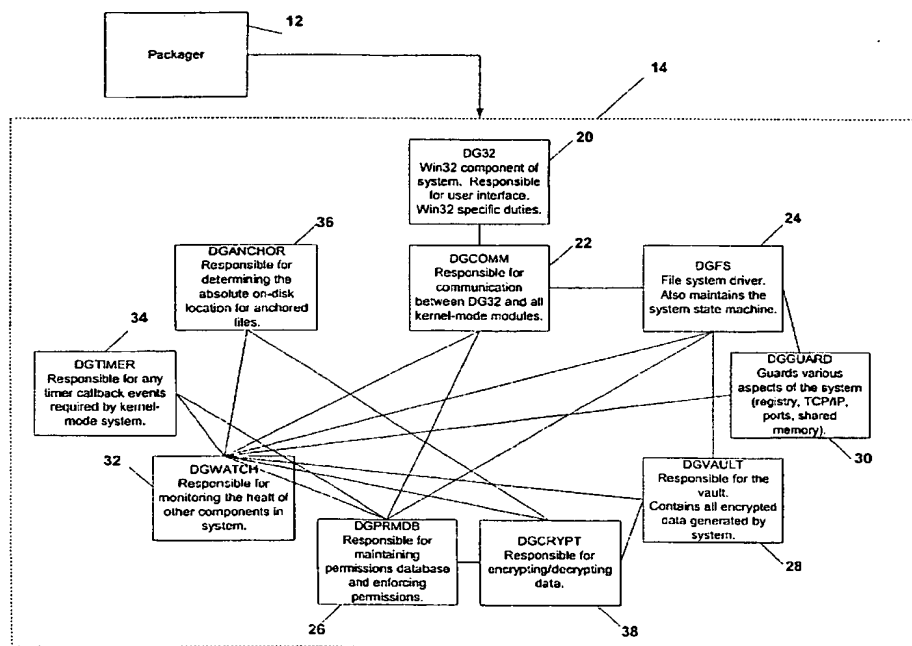 12
Packager
14
20
DG32
Win32 component of
system. Responsible
for user interface.
Win32 specific duties.
36
DGANCHOR
Responsible for
determining the
absolute on-disk
location for anchored
files.
22
DGCOMM
Responsible for
communication
between DG32 and all
kernel-mode modules.
24
DGFS
File system driver.
Also maintains the
system state machine.
34
DGTIMER
Responsible for any
timer callback events
required by kernel-
mode system.
DGGUARD
Guards various
aspects of the system
(registry, TCP/IP,
ports, shared
memory).
30
32
DGWATCH
Responsible for
monitoring the healt of
other components in
system.
DGVAULT
Responsible for the
vault.
Contains all encrypted
data generated by
system.
28
DGPRMDB
Responsible for
maintaining
permissions database
and enforcing
permissions.
26
DGCRYPT
Responsible for
encrypting/decrypting
data.
38